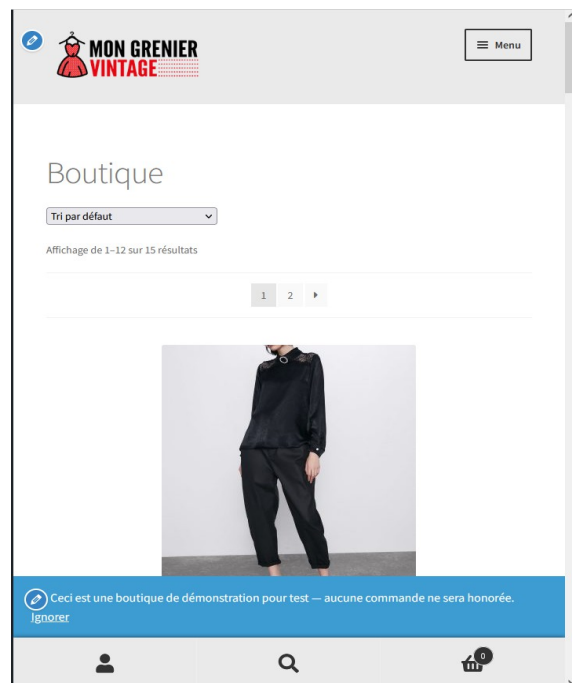 MON GRENIER
VINTAGE
Menu
Boutique
Tri par défaut
Affichage de 1–12 sur 15 résultats
1 2
Ceci est une boutique de démonstration pour test — aucune commande ne sera honorée.
Ignorer
0